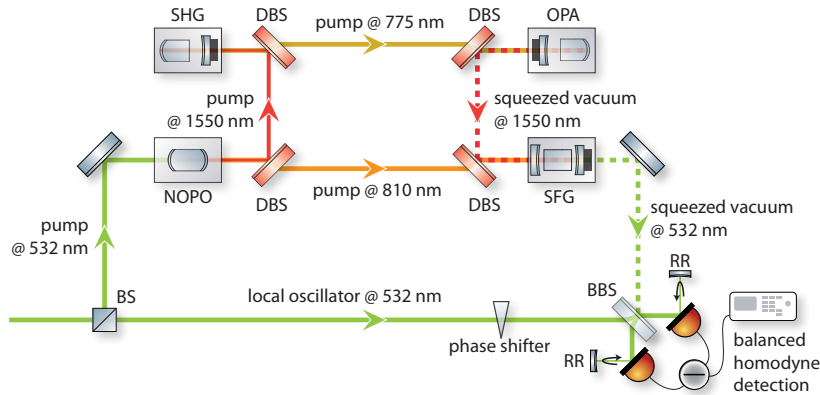 SHG
DBS
pump @ 775 nm
DBS
OPA
pump
@ 1550 nm
squeezed vacuum
@ 1550 nm
NOPO
DBS
pump @ 810 nm
DBS
SFG
pump
@ 532 nm
squeezed vacuum
@ 532 nm
BS
local oscillator @ 532 nm
BBS
RR
phase shifter
RR
balanced
homodyne
detection